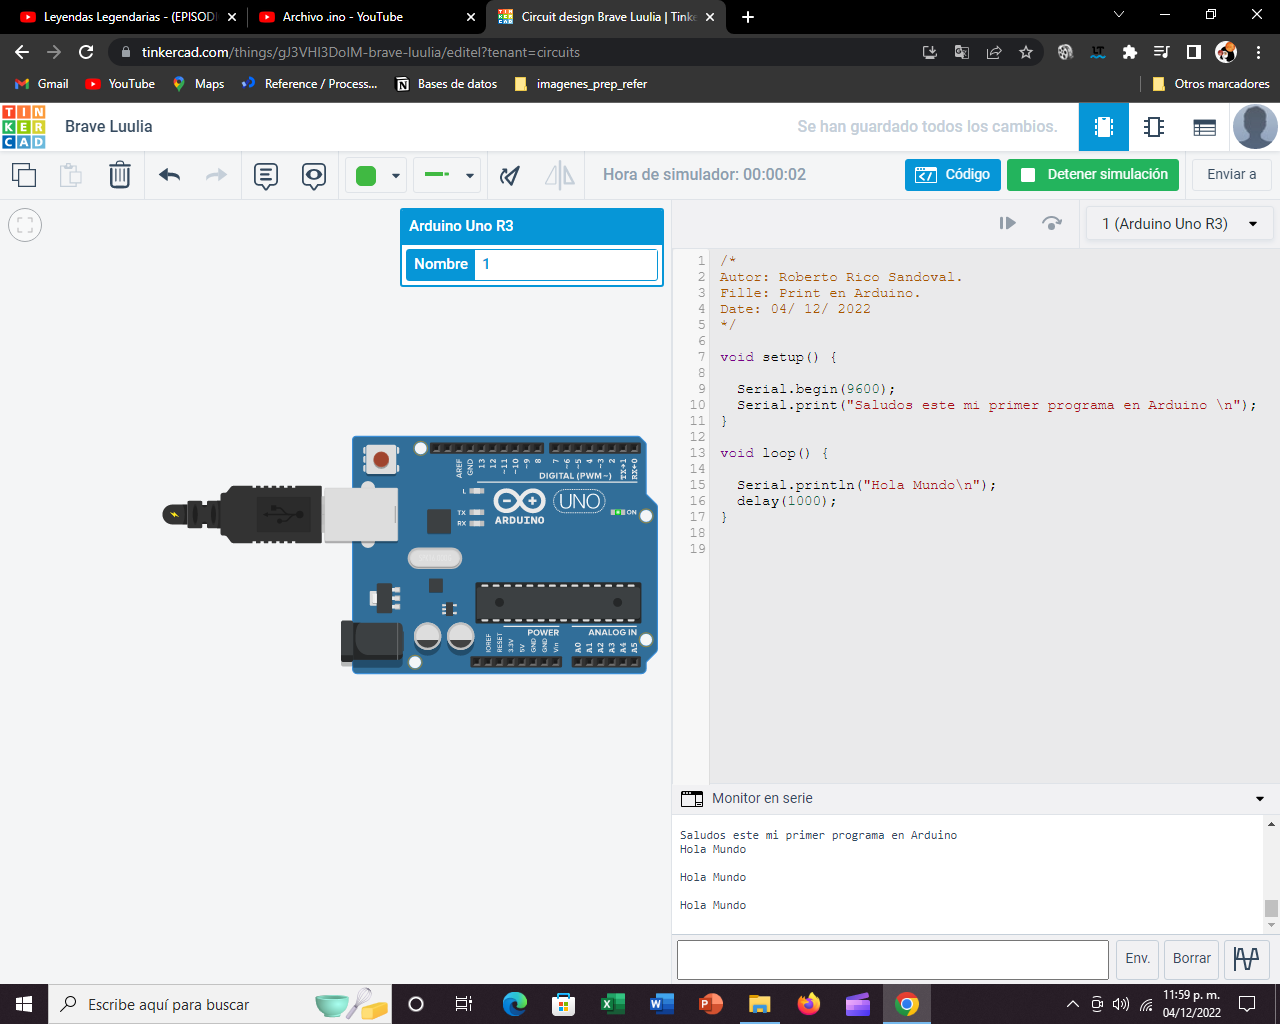 Leyendas Legendarias - (EPISODI
Archivo .ino - YouTube
Circuit design Brave Luulia | Tink
tinkercad.com/things/gJ3VHI3DoIM-brave-luulia/editel?tenant=circuits
Gmail
YouTube
Maps
Reference / Process...
Bases de datos
imagenes_prep_refer
Otros marcadores
TIN
KER
CAD
Brave Luulia
Se han guardado todos los cambios.
Hora de simulador: 00:00:02
Código
Detener simulación
Enviar a
Arduino Uno R3
Nombre 1
1 (Arduino Uno R3)
1 /*
2 Autor: Roberto Rico Sandoval.
3 Fille: Print en Arduino.
4 Date: 04/ 12/ 2022
5 */
6
7 void setup() {
8
9 Serial.begin(9600);
10 Serial.print("Saludos este mi primer programa en Arduino \n");
11 }
12
13 void loop() {
14
15 Serial.println("Hola Mundo\n");
16 delay(1000);
17 }
18
19
AREF
GND
13
12
~11
~10
~9
8
7
~6
~5
4
~3
2
TX→1
RX←0
DIGITAL (PWM~)
L
TX
RX
ARDUINO
UNO
ON
POWER
ANALOG IN
IOREF
RESET
3.3V
5V
GND
GND
Vin
A0
A1
A2
A3
A4
A5
Monitor en serie
Saludos este mi primer programa en Arduino
Hola Mundo
Hola Mundo
Hola Mundo
Env.
Borrar
Escribe aquí para buscar
11:59 p. m.
04/12/2022